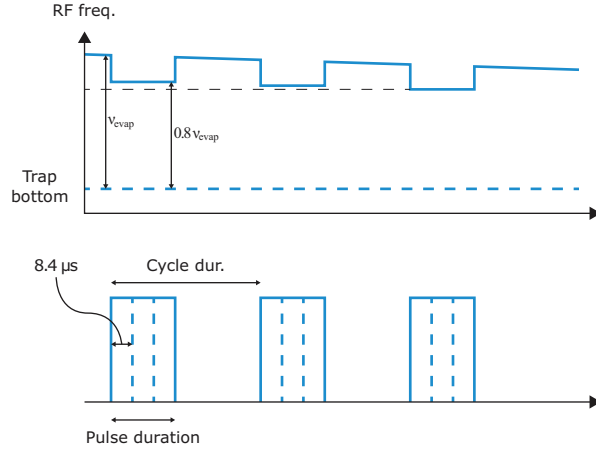 RF freq.
ν_evap
0.8 ν_evap
Trap
bottom
8.4 μs
Cycle dur.
Pulse duration